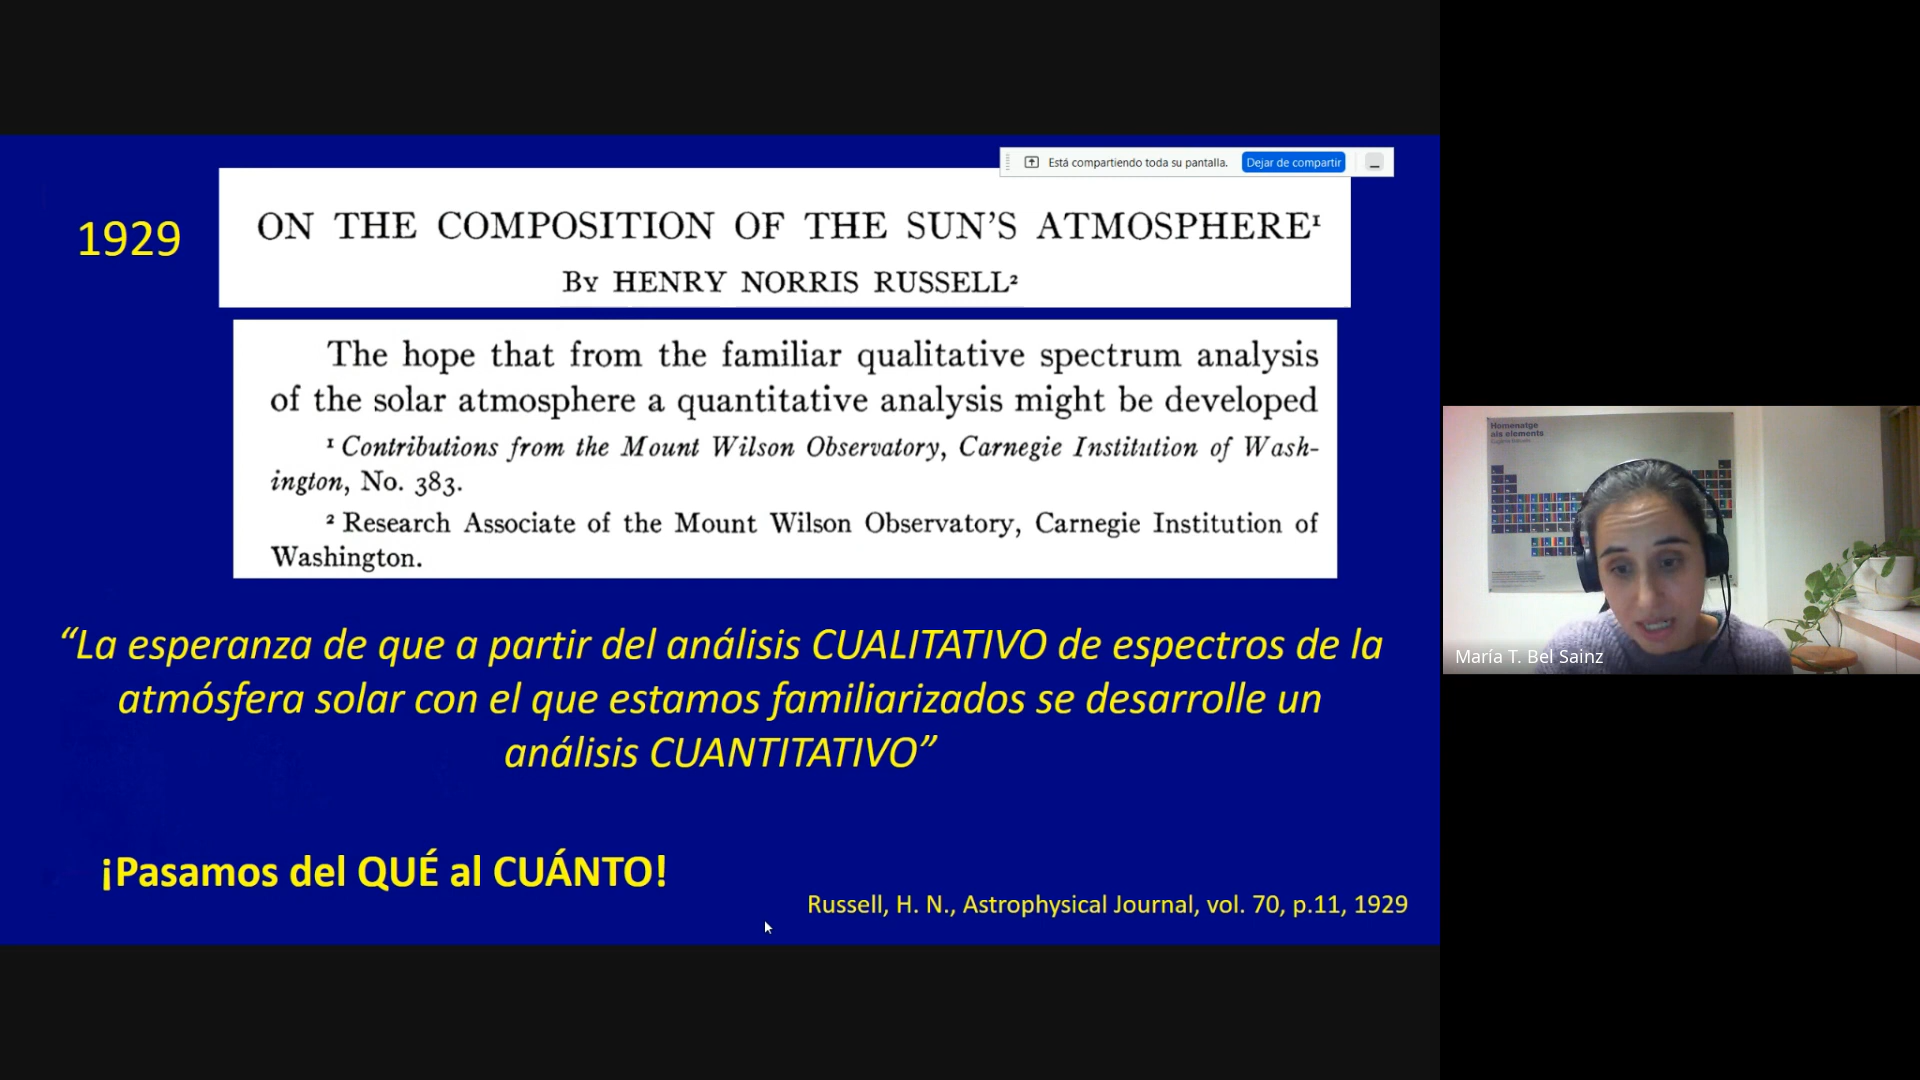 Está compartiendo toda su pantalla. Dejar de compartir
1929
ON THE COMPOSITION OF THE SUN'S ATMOSPHERE¹
By HENRY NORRIS RUSSELL²
The hope that from the familiar qualitative spectrum analysis
of the solar atmosphere a quantitative analysis might be developed
¹ Contributions from the Mount Wilson Observatory, Carnegie Institution of Wash-
ington, No. 383.
² Research Associate of the Mount Wilson Observatory, Carnegie Institution of
Washington.
“La esperanza de que a partir del análisis CUALITATIVO de espectros de la
atmósfera solar con el que estamos familiarizados se desarrolle un
análisis CUANTITATIVO”
¡Pasamos del QUÉ al CUÁNTO!
Russell, H. N., Astrophysical Journal, vol. 70, p.11, 1929
Homenatge
als elements
María T. Bel Sainz